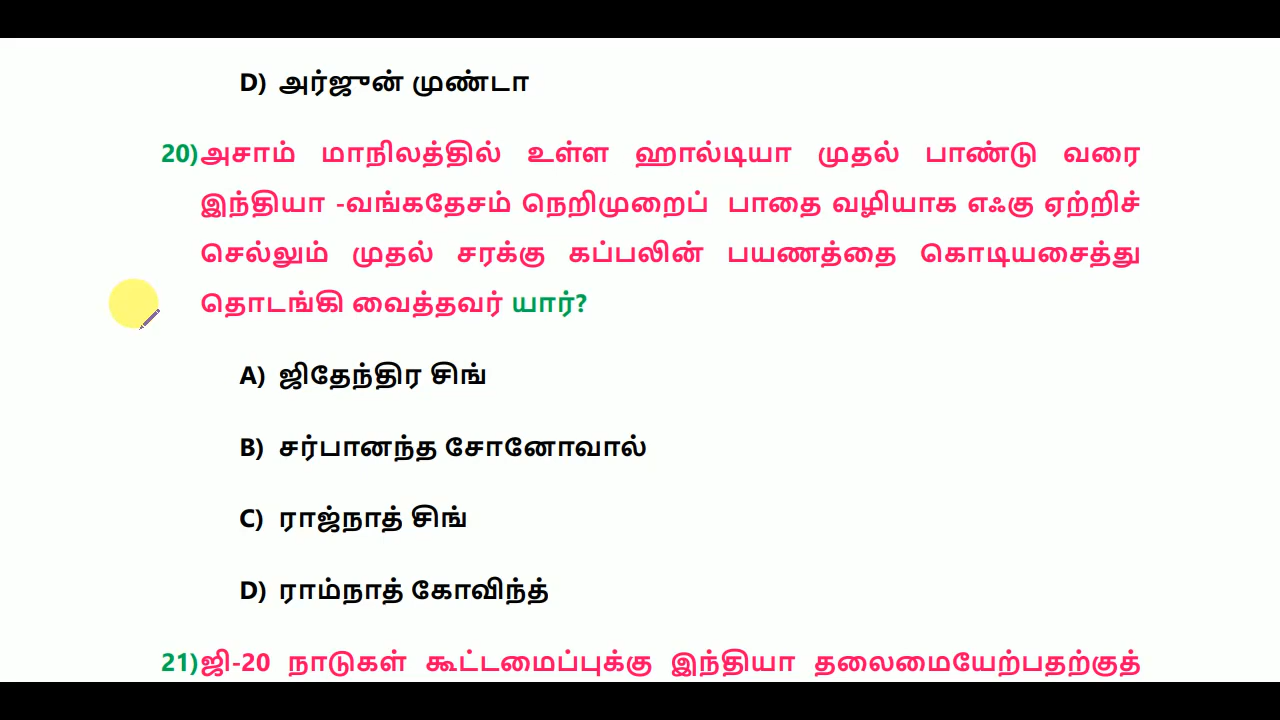 D) அர்ஜுன் முண்டா
20)அசாம் மாநிலத்தில் உள்ள ஹால்டியா முதல் பாண்டு வரை
இந்தியா -வங்கதேசம் நெறிமுறைப் பாதை வழியாக எஃகு ஏற்றிச்
செல்லும் முதல் சரக்கு கப்பலின் பயணத்தை கொடியசைத்து
தொடங்கி வைத்தவர் யார்?
A) ஜிதேந்திர சிங்
B) சர்பானந்த சோனோவால்
C) ராஜ்நாத் சிங்
D) ராம்நாத் கோவிந்த்
21)ஜி-20 நாடுகள் கூட்டமைப்புக்கு இந்தியா தலைமையேற்பதற்குத்